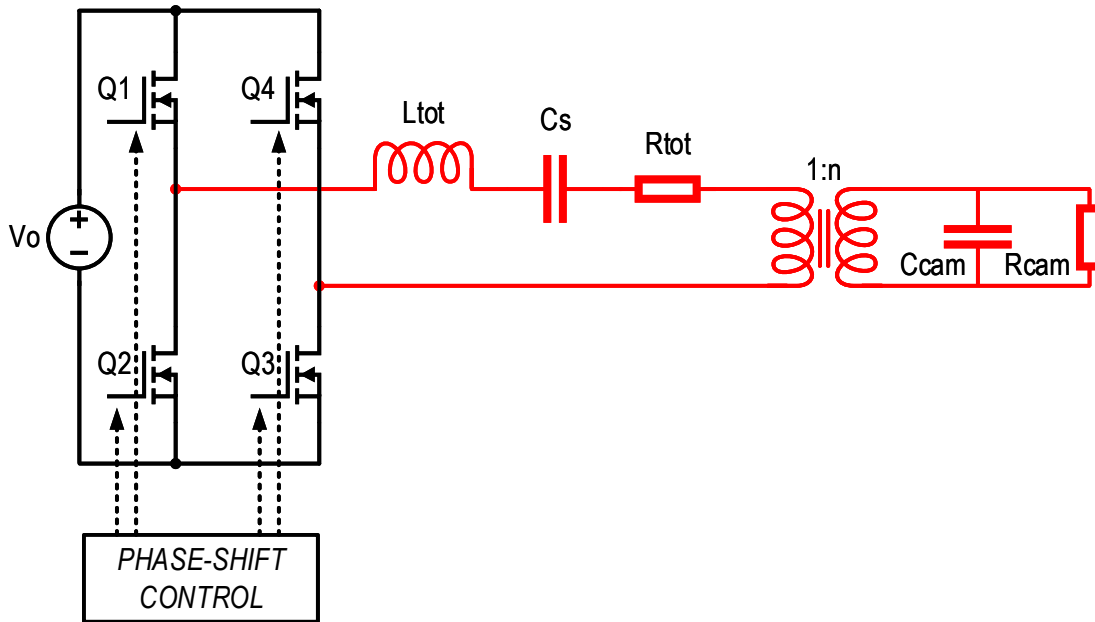 Q1
Q4
Ltot
Cs
Rtot
1:n
Vo
+
−
Ccam
Rcam
Q2
Q3
PHASE-SHIFT
CONTROL